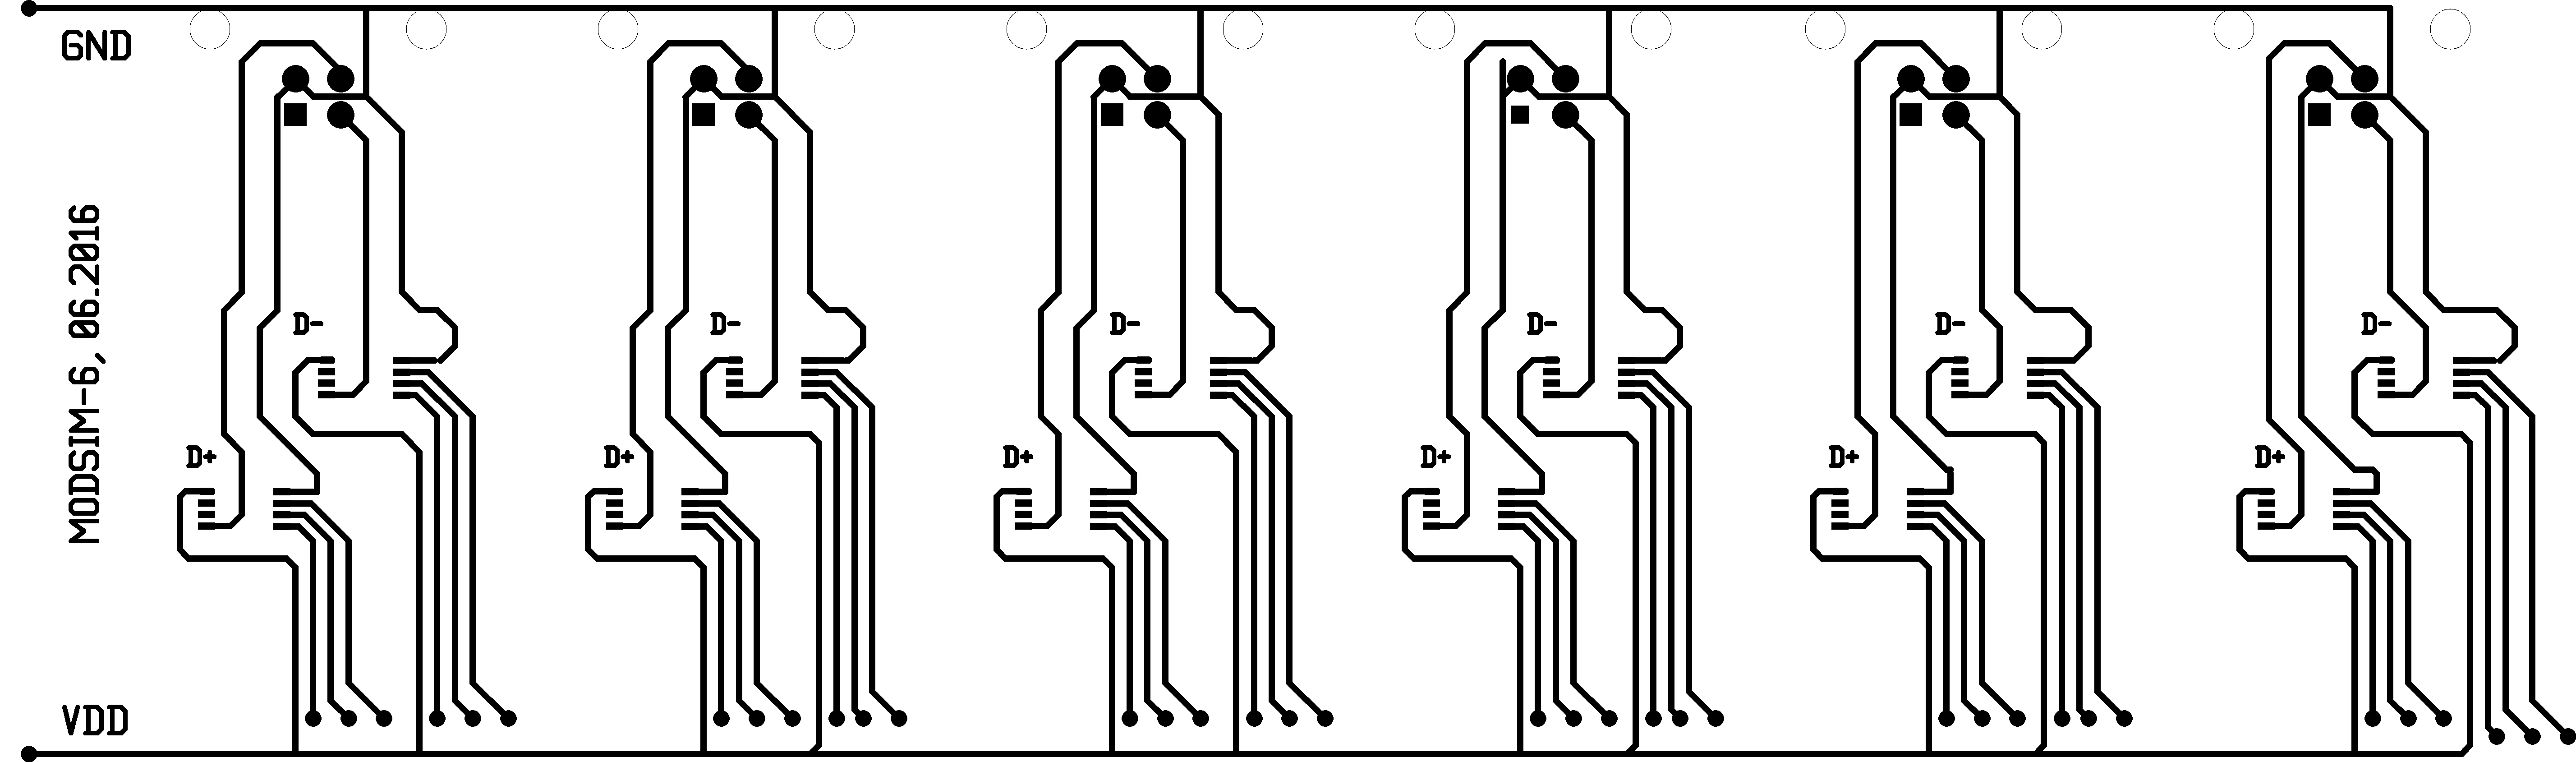 GND
MODSIM-6, 06.2016
D- D- D- D- D- D-
D+ D+ D+ D+ D+ D+
VDD